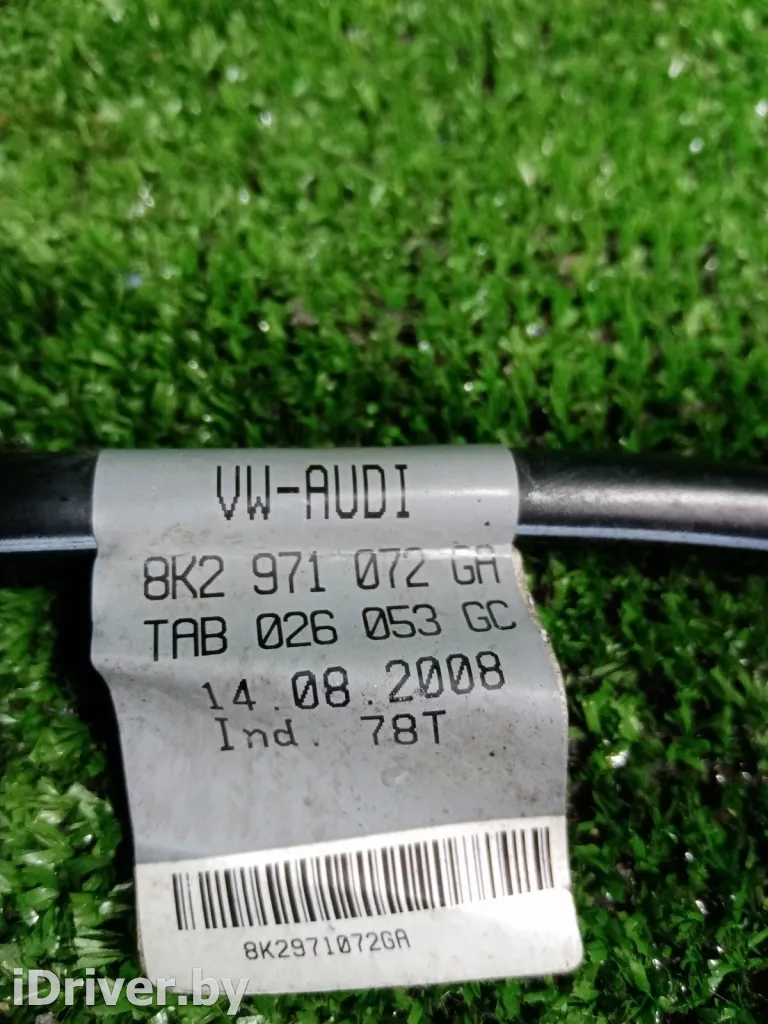 VW-AUDI
8K2 971 072 GA
TAB 026 053 GC
14.08.2008
Ind. 78T
8K2971072GA
iDriver.by